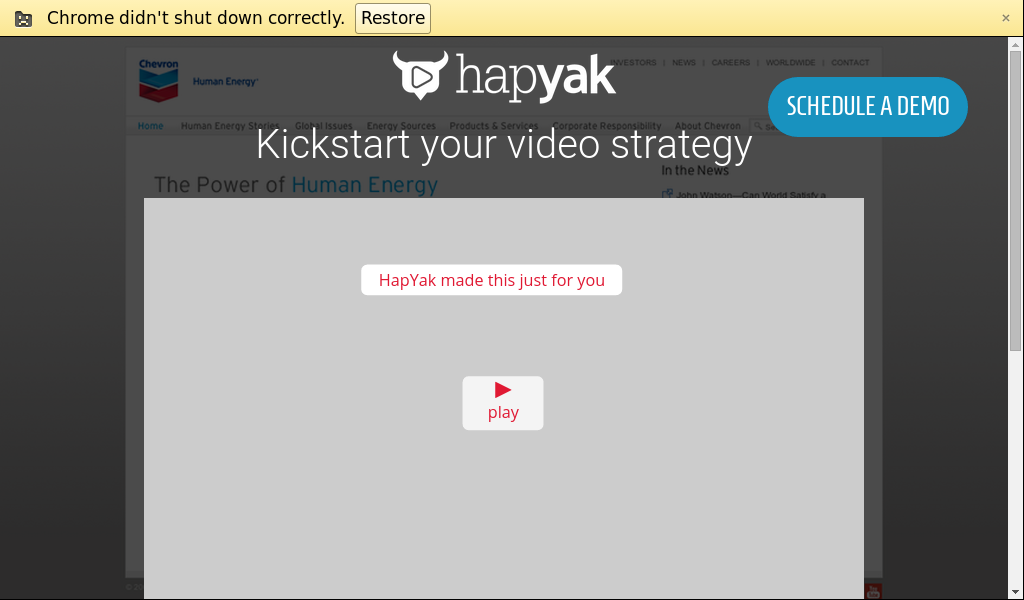 Chrome didn't shut down correctly. Restore
hapyak
INVESTORS | NEWS | CAREERS | WORLDWIDE | CONTACT
Chevron
Human Energy
SCHEDULE A DEMO
Home Human Energy Stories Global Issues Energy Sources Products & Services Corporate Responsibility About Chevron
Kickstart your video strategy
In the News
The Power of Human Energy
John Watson—Can World Satisfy a
HapYak made this just for you
play